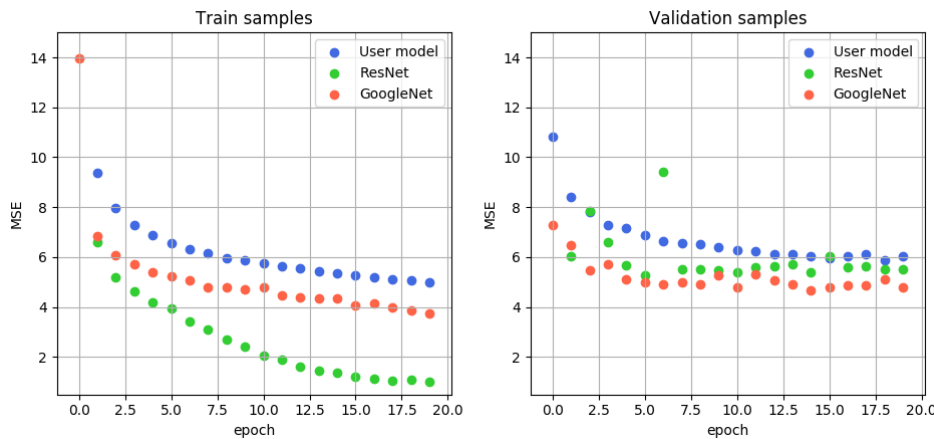 Train samples
MSE
14
12
10
8
6
4
2
User model
ResNet
GoogleNet
0.0 2.5 5.0 7.5 10.0 12.5 15.0 17.5 20.0
epoch
Validation samples
MSE
14
12
10
8
6
4
2
User model
ResNet
GoogleNet
0.0 2.5 5.0 7.5 10.0 12.5 15.0 17.5 20.0
epoch